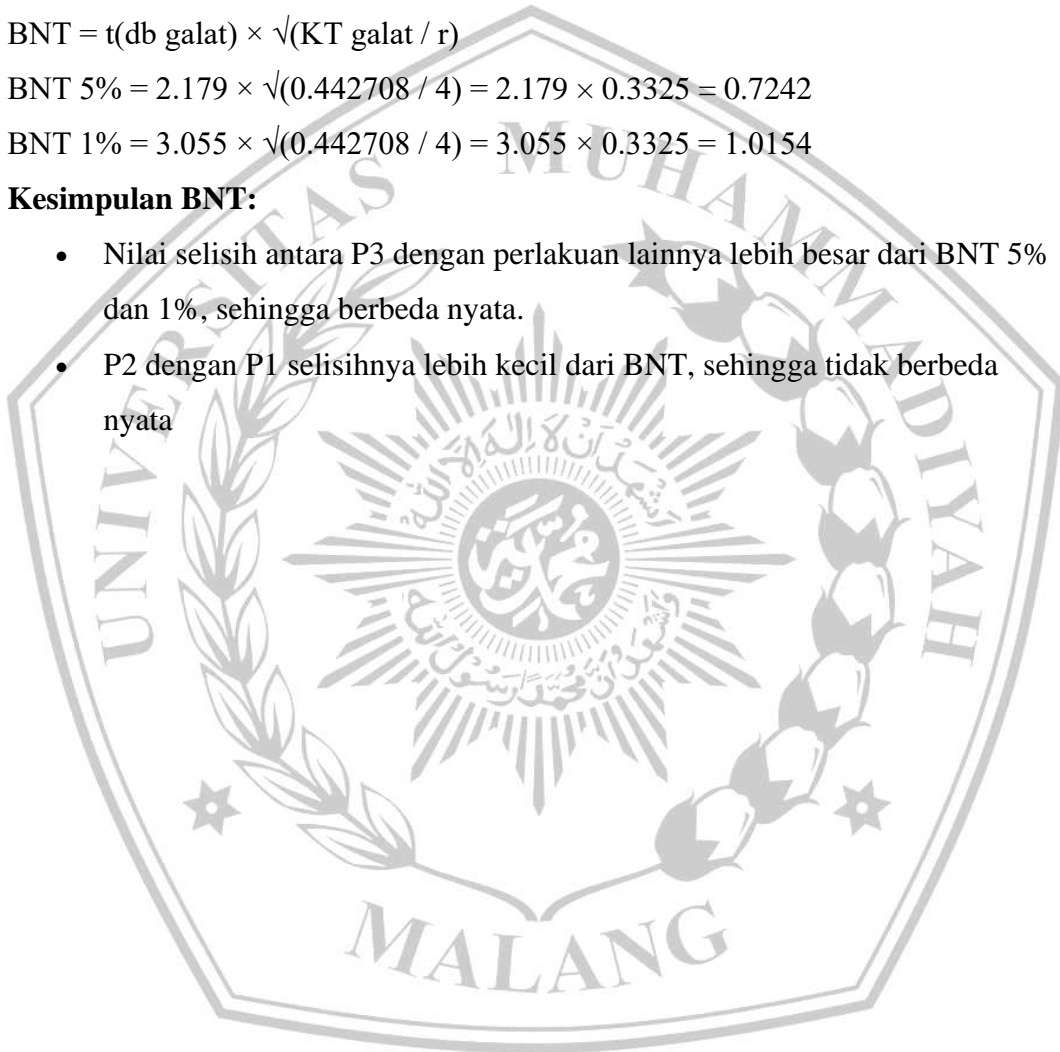 BNT = t(db galat) × √(KT galat / r)
BNT 5% = 2.179 × √(0.442708 / 4) = 2.179 × 0.3325 = 0.7242
BNT 1% = 3.055 × √(0.442708 / 4) = 3.055 × 0.3325 = 1.0154
Kesimpulan BNT:
• Nilai selisih antara P3 dengan perlakuan lainnya lebih besar dari BNT 5%
dan 1%, sehingga berbeda nyata.
• P2 dengan P1 selisihnya lebih kecil dari BNT, sehingga tidak berbeda
nyata
UNIVERSITAS MUHAMMADIYAH
MALANG